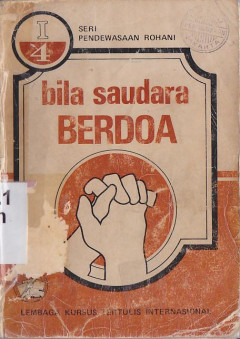 I
4
SERI
PENDEWASAAN ROHANI
bila saudara
BERDOA
LEMBAGA KURSUS TERTULIS INTERNASIONAL